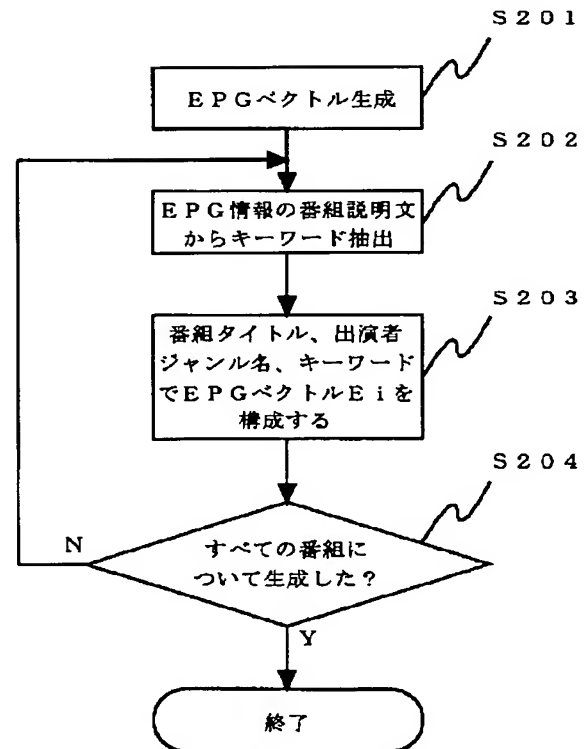 S201
EPGベクトル生成
S202
EPG情報の番組説明文
からキーワード抽出
S203
番組タイトル、出演者
ジャンル名、キーワード
でEPGベクトルEiを
構成する
S204
すべての番組に
ついて生成した?
N
Y
終了